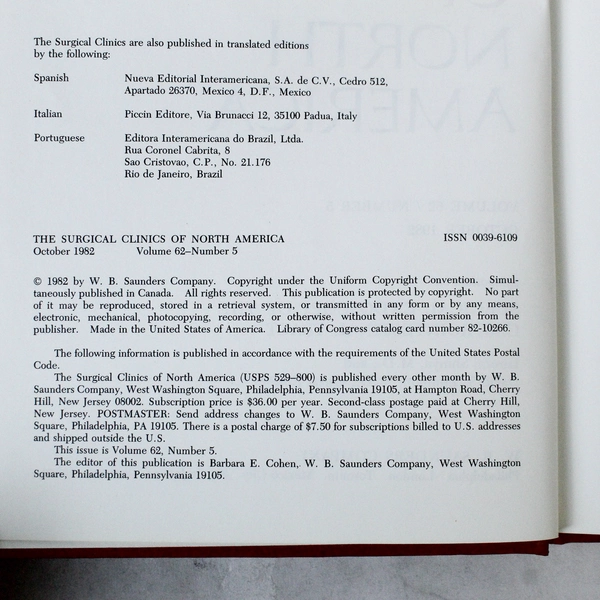 The Surgical Clinics are also published in translated editions
by the following:
Spanish Nueva Editorial Interamericana, S.A. de C.V., Cedro 512,
Apartado 26370, Mexico 4, D.F., Mexico
Italian Piccin Editore, Via Brunacci 12, 35100 Padua, Italy
Portuguese Editora Interamericana do Brazil, Ltda.
Rua Coronel Cabrita, 8
Sao Cristovao, C.P., No. 21.176
Rio de Janeiro, Brazil
THE SURGICAL CLINICS OF NORTH AMERICA ISSN 0039-6109
October 1982 Volume 62–Number 5
© 1982 by W. B. Saunders Company. Copyright under the Uniform Copyright Convention. Simul-
taneously published in Canada. All rights reserved. This publication is protected by copyright. No part
of it may be reproduced, stored in a retrieval system, or transmitted in any form or by any means,
electronic, mechanical, photocopying, recording, or otherwise, without written permission from the
publisher. Made in the United States of America. Library of Congress catalog card number 82-10266.
The following information is published in accordance with the requirements of the United States Postal
Code.
The Surgical Clinics of North America (USPS 529–800) is published every other month by W. B.
Saunders Company, West Washington Square, Philadelphia, Pennsylvania 19105, at Hampton Road, Cherry
Hill, New Jersey 08002. Subscription price is $36.00 per year. Second-class postage paid at Cherry Hill,
New Jersey. POSTMASTER: Send address changes to W. B. Saunders Company, West Washington
Square, Philadelphia, PA 19105. There is a postal charge of $7.50 for subscriptions billed to U.S. addresses
and shipped outside the U.S.
This issue is Volume 62, Number 5.
The editor of this publication is Barbara E. Cohen, W. B. Saunders Company, West Washington
Square, Philadelphia, Pennsylvania 19105.